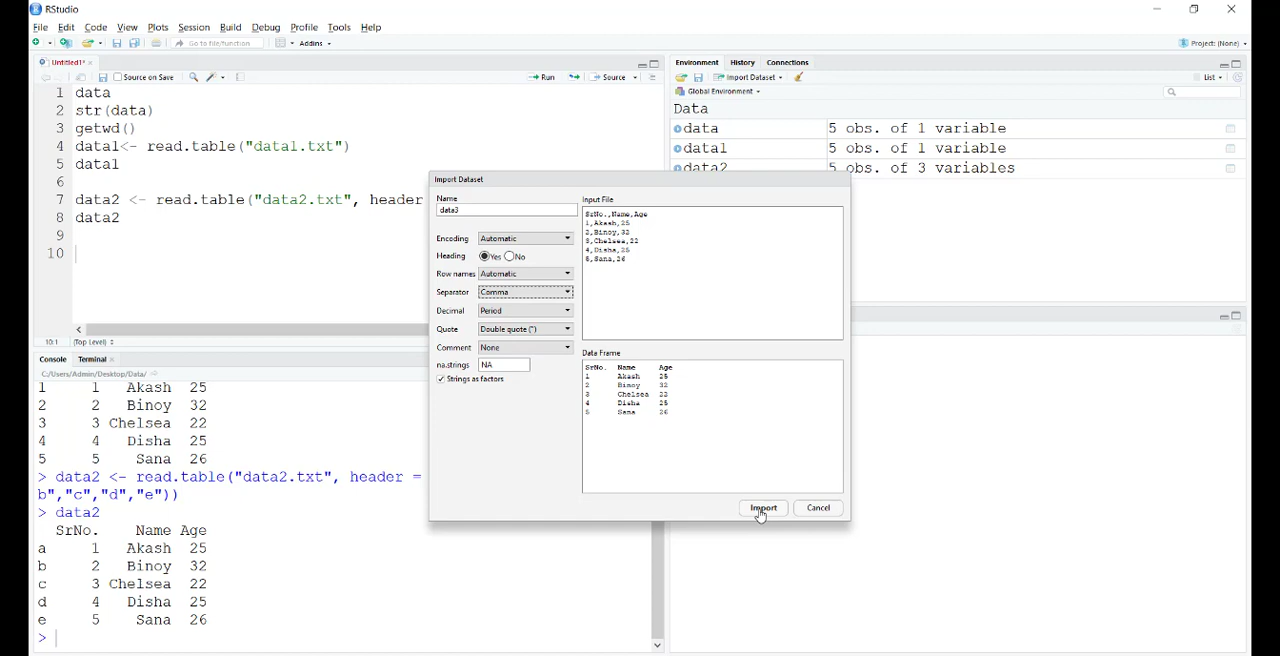 RStudio
File Edit Code View Plots Session Build Debug Profile Tools Help
Go to file/function Addins Project: (None)
Untitled1*
Source on Save Run Source
1 data
2 str(data)
3 getwd()
4 data1<- read.table("data1.txt")
5 data1
6
7 data2 <- read.table("data2.txt", header
8 data2
9
10
10:1 (Top Level)
Console Terminal
C:/Users/Admin/Desktop/Data/
1 1 Akash 25
2 2 Binoy 32
3 3 Chelsea 22
4 4 Disha 25
5 5 Sana 26
> data2 <- read.table("data2.txt", header =
b","c","d","e"))
> data2
SrNo. Name Age
a 1 Akash 25
b 2 Binoy 32
c 3 Chelsea 22
d 4 Disha 25
e 5 Sana 26
>
Environment History Connections
Import Dataset List
Global Environment
Data
data 5 obs. of 1 variable
data1 5 obs. of 1 variable
data2 5 obs. of 3 variables
Import Dataset
Name
data3
Encoding Automatic
Heading Yes No
Row names Automatic
Separator Comma
Decimal Period
Quote Double quote (")
Comment None
na.strings NA
Strings as factors
Input File
SrNo.,Name,Age
1,Akash,25
2,Binoy,32
3,Chelsea,22
4,Disha,25
5,Sana,26
Data Frame
SrNo. Name Age
1 Akash 25
2 Binoy 32
3 Chelsea 22
4 Disha 25
5 Sana 26
Import Cancel